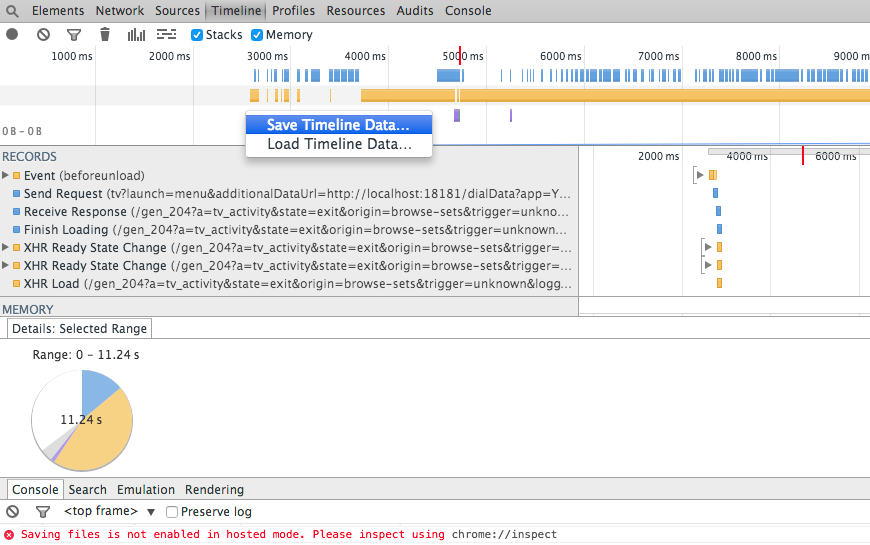 Elements Network Sources Timeline Profiles Resources Audits Console
Stacks Memory
1000 ms 2000 ms 3000 ms 4000 ms 5000 ms 6000 ms 7000 ms 8000 ms 9000 m
0 B – 0 B
Save Timeline Data...
Load Timeline Data...
RECORDS
2000 ms 4000 ms 6000 ms
Event (beforeunload)
Send Request (tv?launch=menu&additionalDataUrl=http://localhost:18181/dialData?app=Y...
Receive Response (/gen_204?a=tv_activity&state=exit&origin=browse-sets&trigger=unkno...
Finish Loading (/gen_204?a=tv_activity&state=exit&origin=browse-sets&trigger=unknown...
XHR Ready State Change (/gen_204?a=tv_activity&state=exit&origin=browse-sets&trigger=...
XHR Ready State Change (/gen_204?a=tv_activity&state=exit&origin=browse-sets&trigger=...
XHR Load (/gen_204?a=tv_activity&state=exit&origin=browse-sets&trigger=unknown&logg...
MEMORY
Details: Selected Range
Range: 0 – 11.24 s
11.24 s
Console Search Emulation Rendering
<top frame> ▼ Preserve log
Saving files is not enabled in hosted mode. Please inspect using chrome://inspect